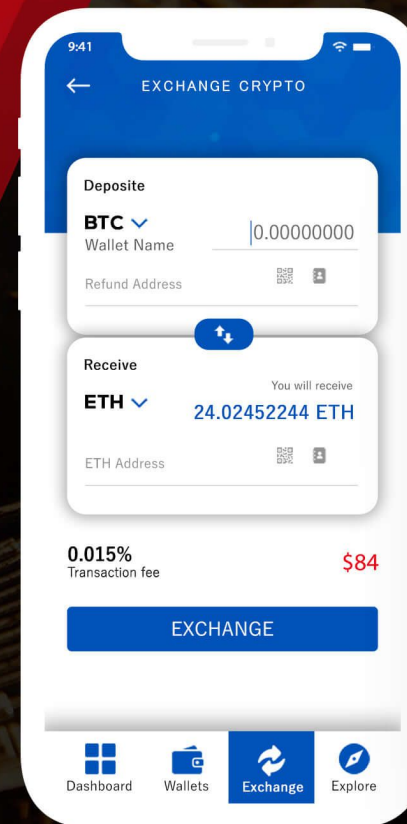 9:41
EXCHANGE CRYPTO
Deposite
BTC
0.00000000
Wallet Name
Refund Address
Receive
You will receive
ETH
24.02452244 ETH
ETH Address
0.015%
$84
Transaction fee
EXCHANGE
Dashboard Wallets Exchange Explore